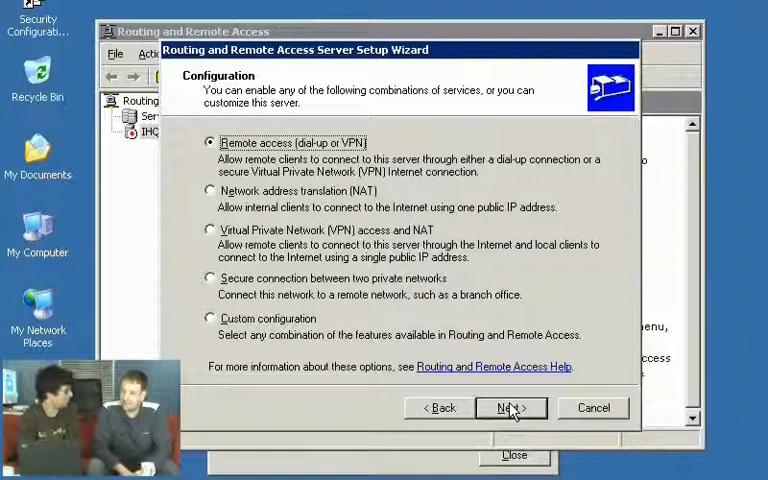 Security
Configurati...
Recycle Bin
My Documents
My Computer
My Network
Places
Routing and Remote Access
File
Routing and Remote Access Server Setup Wizard
Configuration
You can enable any of the following combinations of services, or you can
customize this server.
Remote access (dial-up or VPN)
Allow remote clients to connect to this server through either a dial-up connection or a
secure Virtual Private Network (VPN) Internet connection.
Network address translation (NAT)
Allow internal clients to connect to the Internet using one public IP address.
Virtual Private Network (VPN) access and NAT
Allow remote clients to connect to this server through the Internet and local clients to
connect to the Internet using a single public IP address.
Secure connection between two private networks
Connect this network to a remote network, such as a branch office.
Custom configuration
Select any combination of the features available in Routing and Remote Access.
For more information about these options, see Routing and Remote Access Help.
< Back
Next >
Cancel
Close